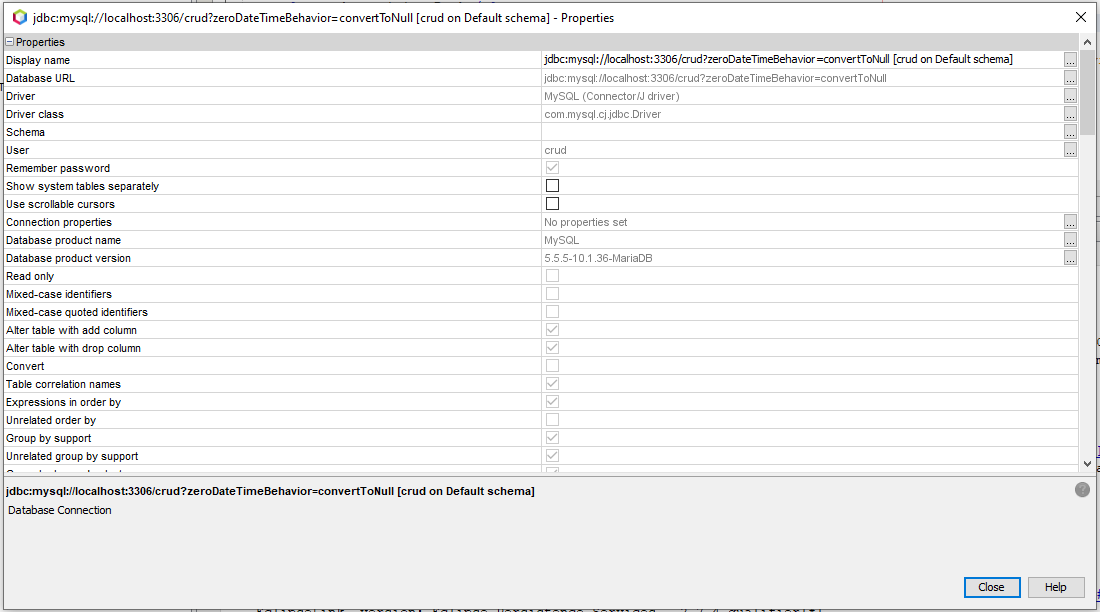 jdbc:mysql://localhost:3306/crud?zeroDateTimeBehavior=convertToNull [crud on Default schema] - Properties
Properties
Display name jdbc:mysql://localhost:3306/crud?zeroDateTimeBehavior=convertToNull [crud on Default schema] ...
Database URL jdbc:mysql://localhost:3306/crud?zeroDateTimeBehavior=convertToNull ...
Driver MySQL (Connector/J driver) ...
Driver class com.mysql.cj.jdbc.Driver ...
Schema ...
User crud ...
Remember password
Show system tables separately
Use scrollable cursors
Connection properties No properties set ...
Database product name MySQL ...
Database product version 5.5.5-10.1.36-MariaDB ...
Read only
Mixed-case identifiers
Mixed-case quoted identifiers
Alter table with add column
Alter table with drop column
Convert
Table correlation names
Expressions in order by
Unrelated order by
Group by support
Unrelated group by support
jdbc:mysql://localhost:3306/crud?zeroDateTimeBehavior=convertToNull [crud on Default schema]
?
Database Connection
Close Help